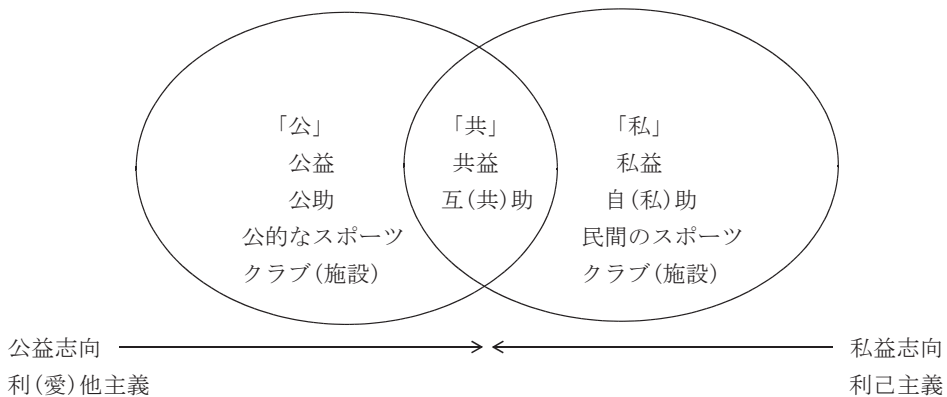 「公」
公益
公助
公的なスポーツ
クラブ(施設)
「共」
共益
互(共)助
「私」
私益
自(私)助
民間のスポーツ
クラブ(施設)
公益志向
利(愛)他主義
私益志向
利己主義